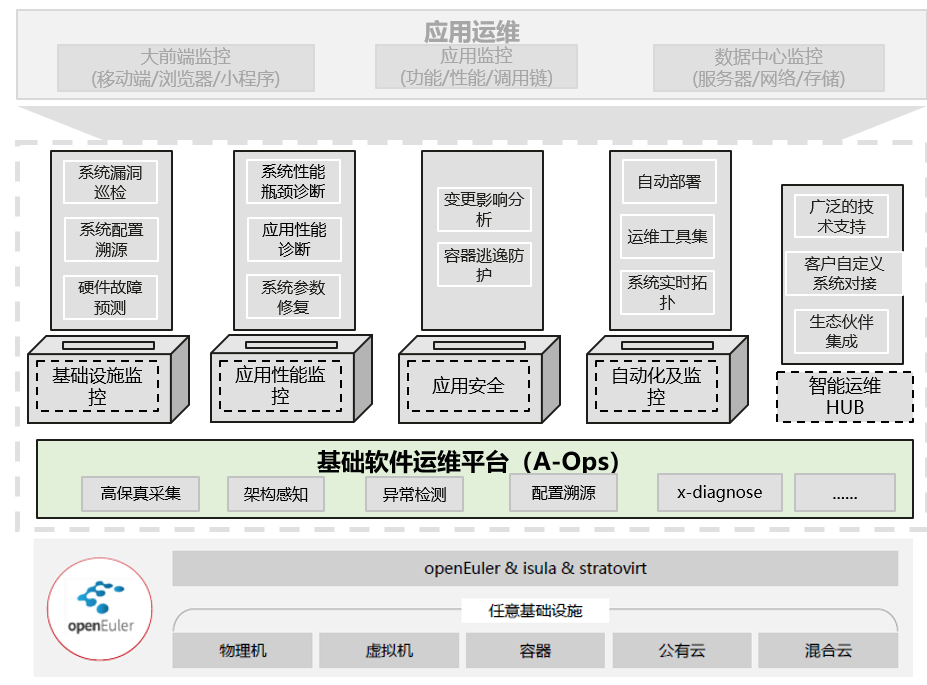 应用运维
大前端监控
(移动端/浏览器/小程序)
应用监控
(功能/性能/调用链)
数据中心监控
(服务器/网络/存储)
系统漏洞
巡检
系统配置
溯源
硬件故障
预测
基础设施监
控
系统性能
瓶颈诊断
应用性能
诊断
系统参数
修复
应用性能监
控
变更影响分
析
容器逃逸防
护
应用安全
自动部署
运维工具集
系统实时拓
扑
自动化及监
控
广泛的技
术支持
客户自定义
系统对接
生态伙伴
集成
智能运维
HUB
基础软件运维平台（A-Ops）
高保真采集
架构感知
异常检测
配置溯源
x-diagnose
......
openEuler
openEuler & isula & stratovirt
任意基础设施
物理机
虚拟机
容器
公有云
混合云